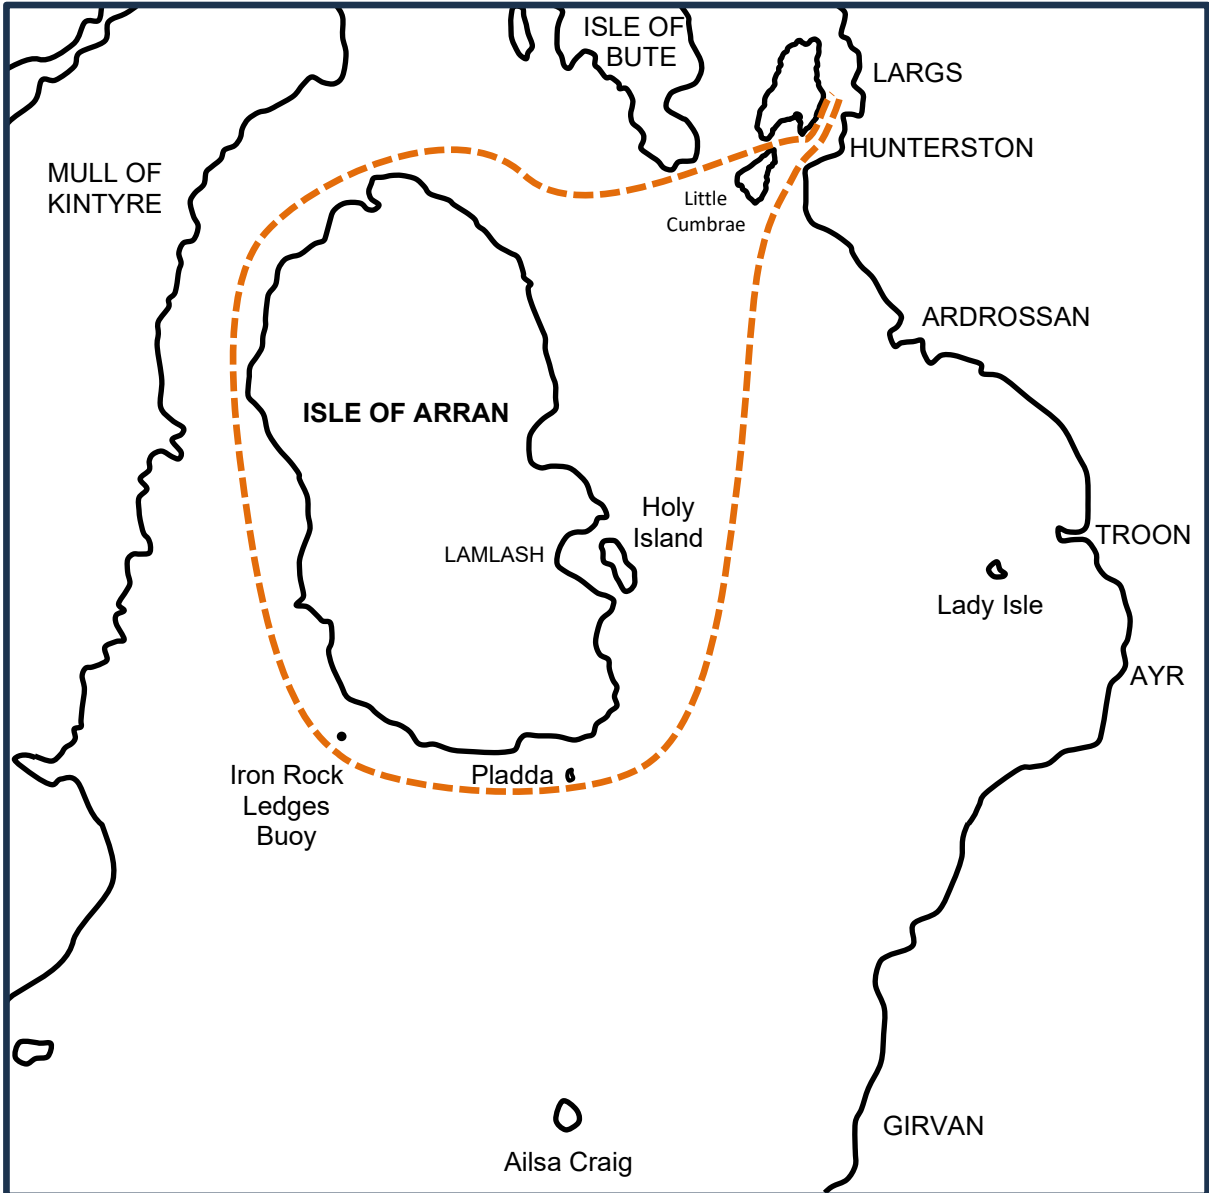 ISLE OF
BUTE
LARGS
HUNTERSTON
MULL OF
KINTYRE
Little
Cumbrae
ARDROSSAN
ISLE OF ARRAN
Holy
Island
LAMLASH
TROON
Lady Isle
AYR
Iron Rock
Ledges
Buoy
Pladda
GIRVAN
Ailsa Craig